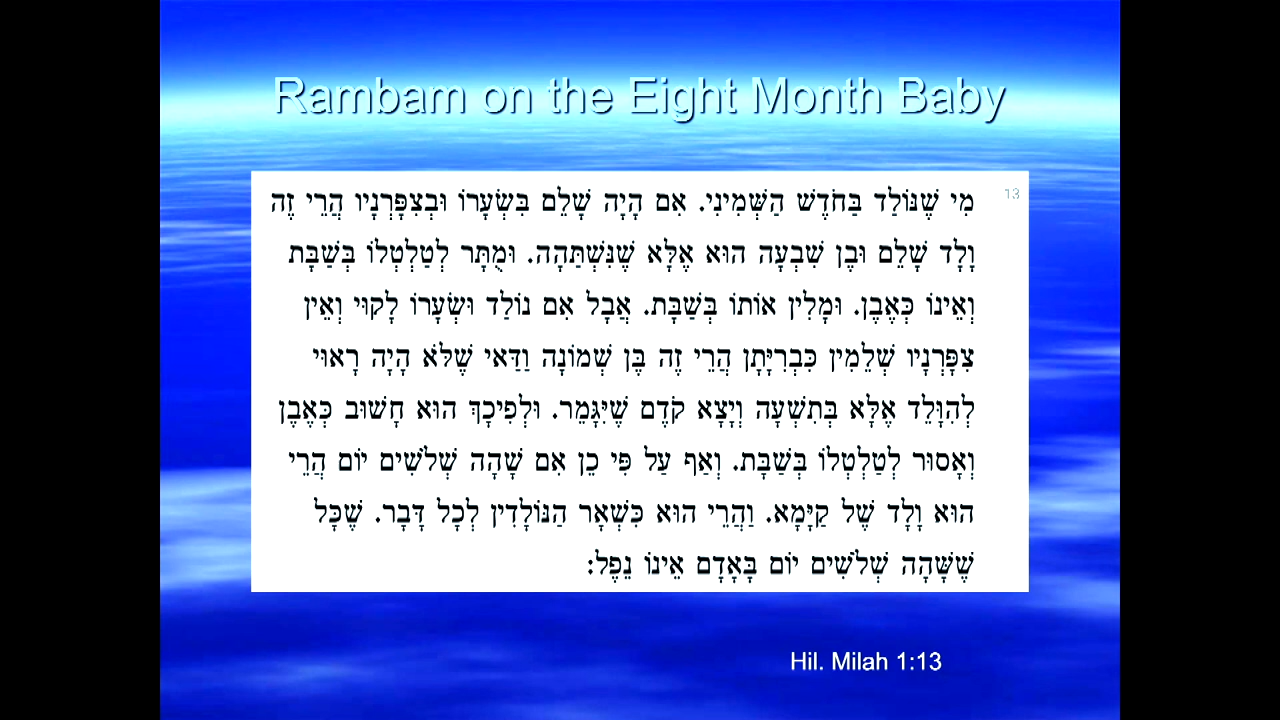 Rambam on the Eight Month Baby
13 מִי שֶׁנּוֹלַד בַּחֹדֶשׁ הַשְּׁמִינִי. אִם הָיָה שָׁלֵם בִּשְׂעָרוֹ וּבְצִפָּרְנָיו הֲרֵי זֶה
וָלָד שָׁלֵם וּבֶן שִׁבְעָה הוּא אֶלָּא שֶׁנִּשְׁתַּהָה. וּמֻתָּר לְטַלְטְלוֹ בְּשַׁבָּת
וְאֵינוֹ כְּאֶבֶן. וּמָלִין אוֹתוֹ בְּשַׁבָּת. אֲבָל אִם נוֹלַד וּשְׂעָרוֹ לָקוּי וְאֵין
צִפָּרְנָיו שְׁלֵמִין כִּבְרִיָּתָן הֲרֵי זֶה בֶּן שְׁמוֹנָה וַדַּאי שֶׁלֹּא הָיָה רָאוּי
לְהִוָּלֵד אֶלָּא בְּתִשְׁעָה וְיָצָא קֹדֶם שֶׁיִּגָּמֵר. וּלְפִיכָךְ הוּא חָשׁוּב כְּאֶבֶן
וְאָסוּר לְטַלְטְלוֹ בְּשַׁבָּת. וְאַף עַל פִּי כֵן אִם שָׁהָה שְׁלֹשִׁים יוֹם הֲרֵי
הוּא וָלָד שֶׁל קַיָּמָא. וַהֲרֵי הוּא כִּשְׁאָר הַנּוֹלָדִין לְכָל דָּבָר. שֶׁכָּל
שֶׁשָּׁהָה שְׁלֹשִׁים יוֹם בָּאָדָם אֵינוֹ נֵפֶל:
Hil. Milah 1:13